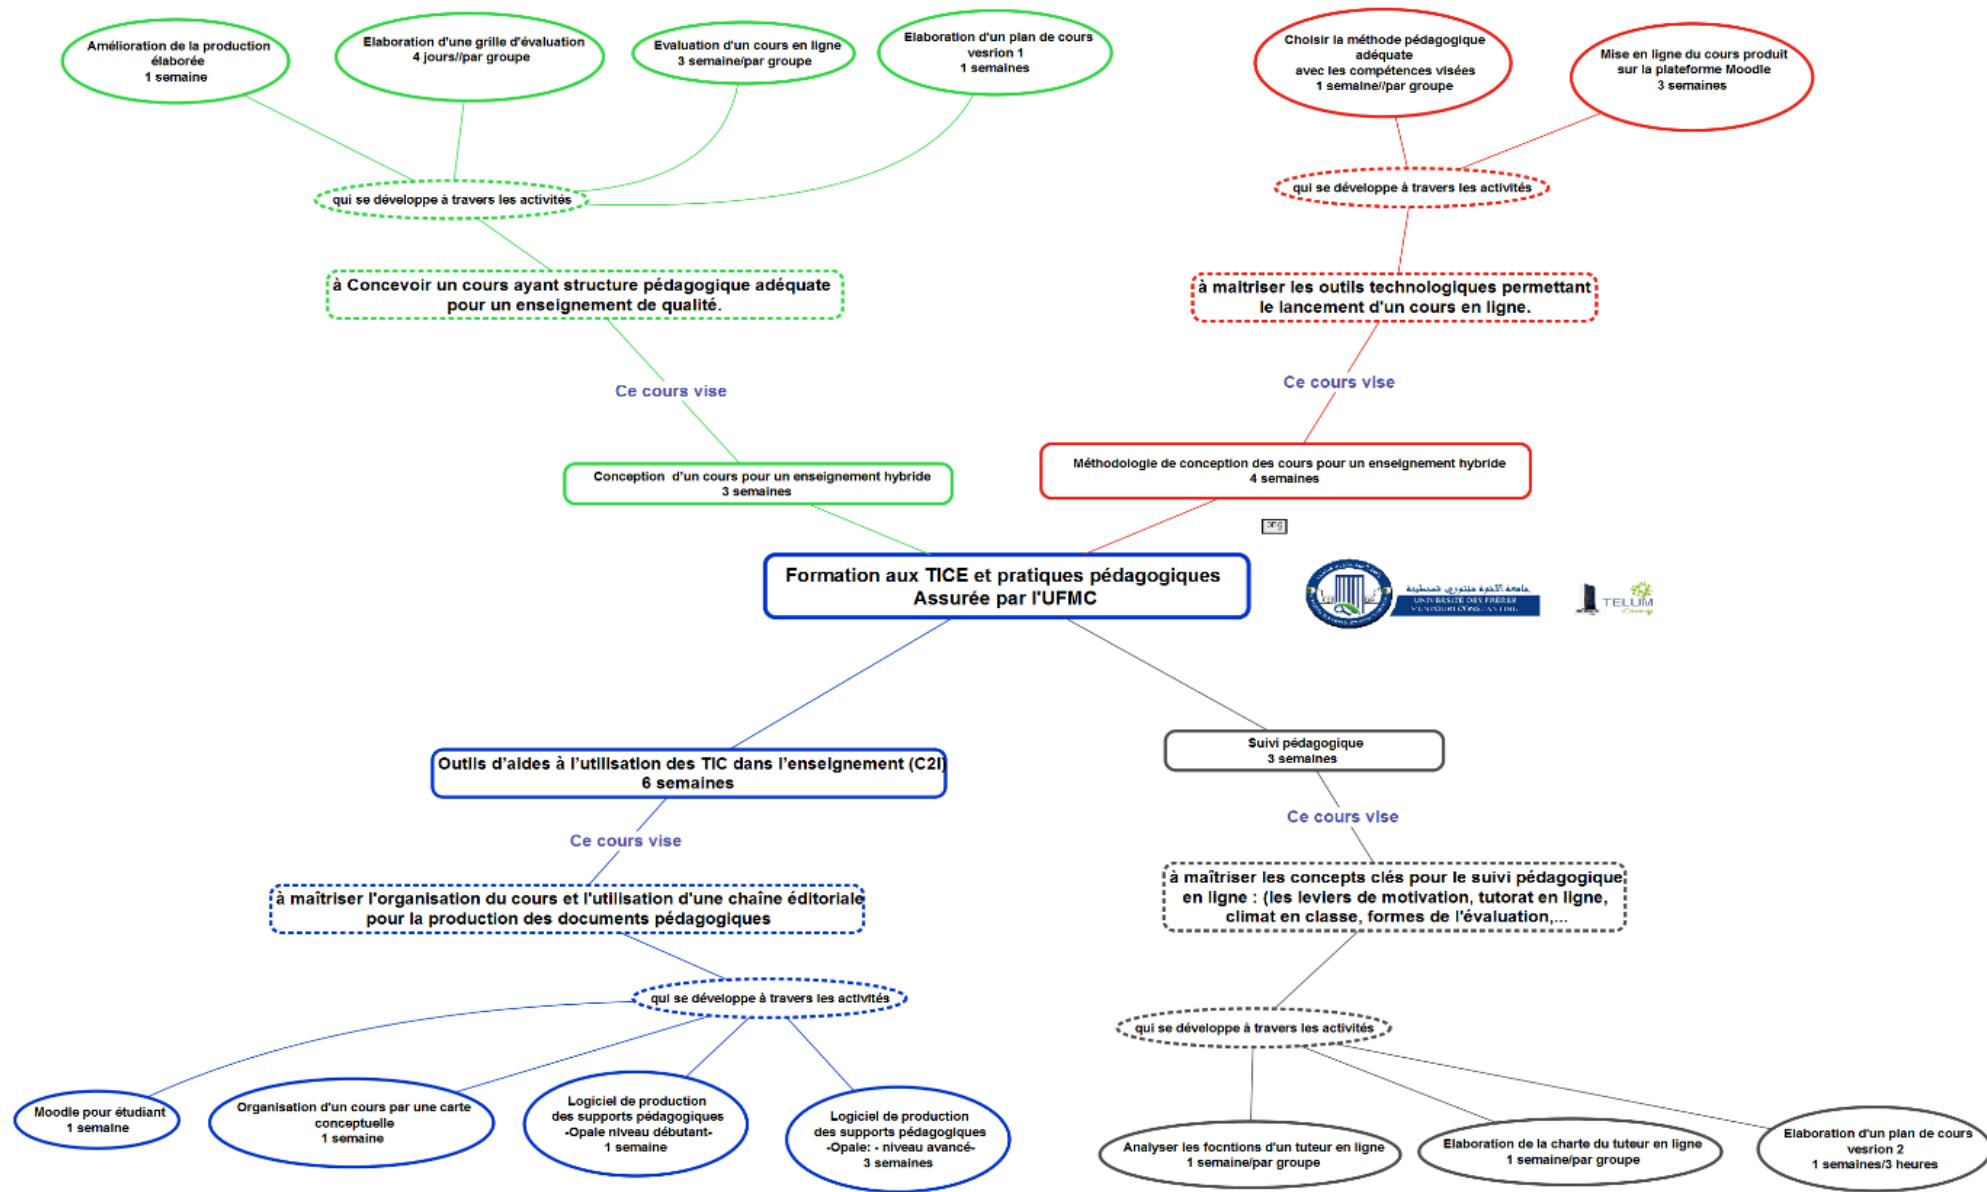 Amélioration de la production
élaborée
1 semaine
Elaboration d'une grille d'évaluation
4 jours//par groupe
Evaluation d'un cours en ligne
3 semaine/par groupe
Elaboration d'un plan de cours
vesrion 1
1 semaines
Choisir la méthode pédagogique
adéquate
avec les compétences visées
1 semaine//par groupe
Mise en ligne du cours produit
sur la plateforme Moodle
3 semaines
qui se développe à travers les activités
qui se développe à travers les activités
à Concevoir un cours ayant structure pédagogique adéquate
pour un enseignement de qualité.
à maitriser les outils technologiques permettant
le lancement d'un cours en ligne.
Ce cours vise
Ce cours vise
Conception d'un cours pour un enseignement hybride
3 semaines
Méthodologie de conception des cours pour un enseignement hybride
4 semaines
png
Formation aux TICE et pratiques pédagogiques
Assurée par l'UFMC
جامعة الاخوة منتوري قسنطينة
UNIVERSITÉ DES FRÈRES
MENTOURI CONSTANTINE
TELUM
Outils d'aides à l'utilisation des TIC dans l'enseignement (C2I)
6 semaines
Suivi pédagogique
3 semaines
Ce cours vise
Ce cours vise
à maîtriser l'organisation du cours et l'utilisation d'une chaîne éditoriale
pour la production des documents pédagogiques
à maîtriser les concepts clés pour le suivi pédagogique
en ligne : (les leviers de motivation, tutorat en ligne,
climat en classe, formes de l'évaluation,...
qui se développe à travers les activités
qui se développe à travers les activités
Moodle pour étudiant
1 semaine
Organisation d'un cours par une carte
conceptuelle
1 semaine
Logiciel de production
des supports pédagogiques
-Opale niveau débutant-
1 semaine
Logiciel de production
des supports pédagogiques
-Opale: - niveau avancé-
3 semaines
Analyser les focntions d'un tuteur en ligne
1 semaine/par groupe
Elaboration de la charte du tuteur en ligne
1 semaine/par groupe
Elaboration d'un plan de cours
vesrion 2
1 semaines/3 heures